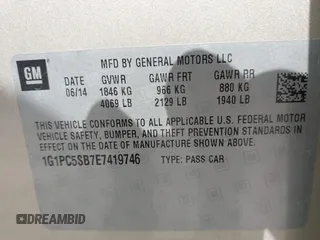 GM
MFD BY GENERAL MOTORS LLC
DATE GVWR GAWR FRT GAWR RR
06/14 1846 KG 966 KG 880 KG
4069 LB 2129 LB 1940 LB
THIS VEHICLE CONFORMS TO ALL APPLICABLE U.S. FEDERAL MOTOR
VEHICLE SAFETY, BUMPER, AND THEFT PREVENTION STANDARDS IN
EFFECT ON THE DATE OF MANUFACTURE SHOWN ABOVE.
1G1PC5SB7E7419746 TYPE: PASS CAR
DREAMBID